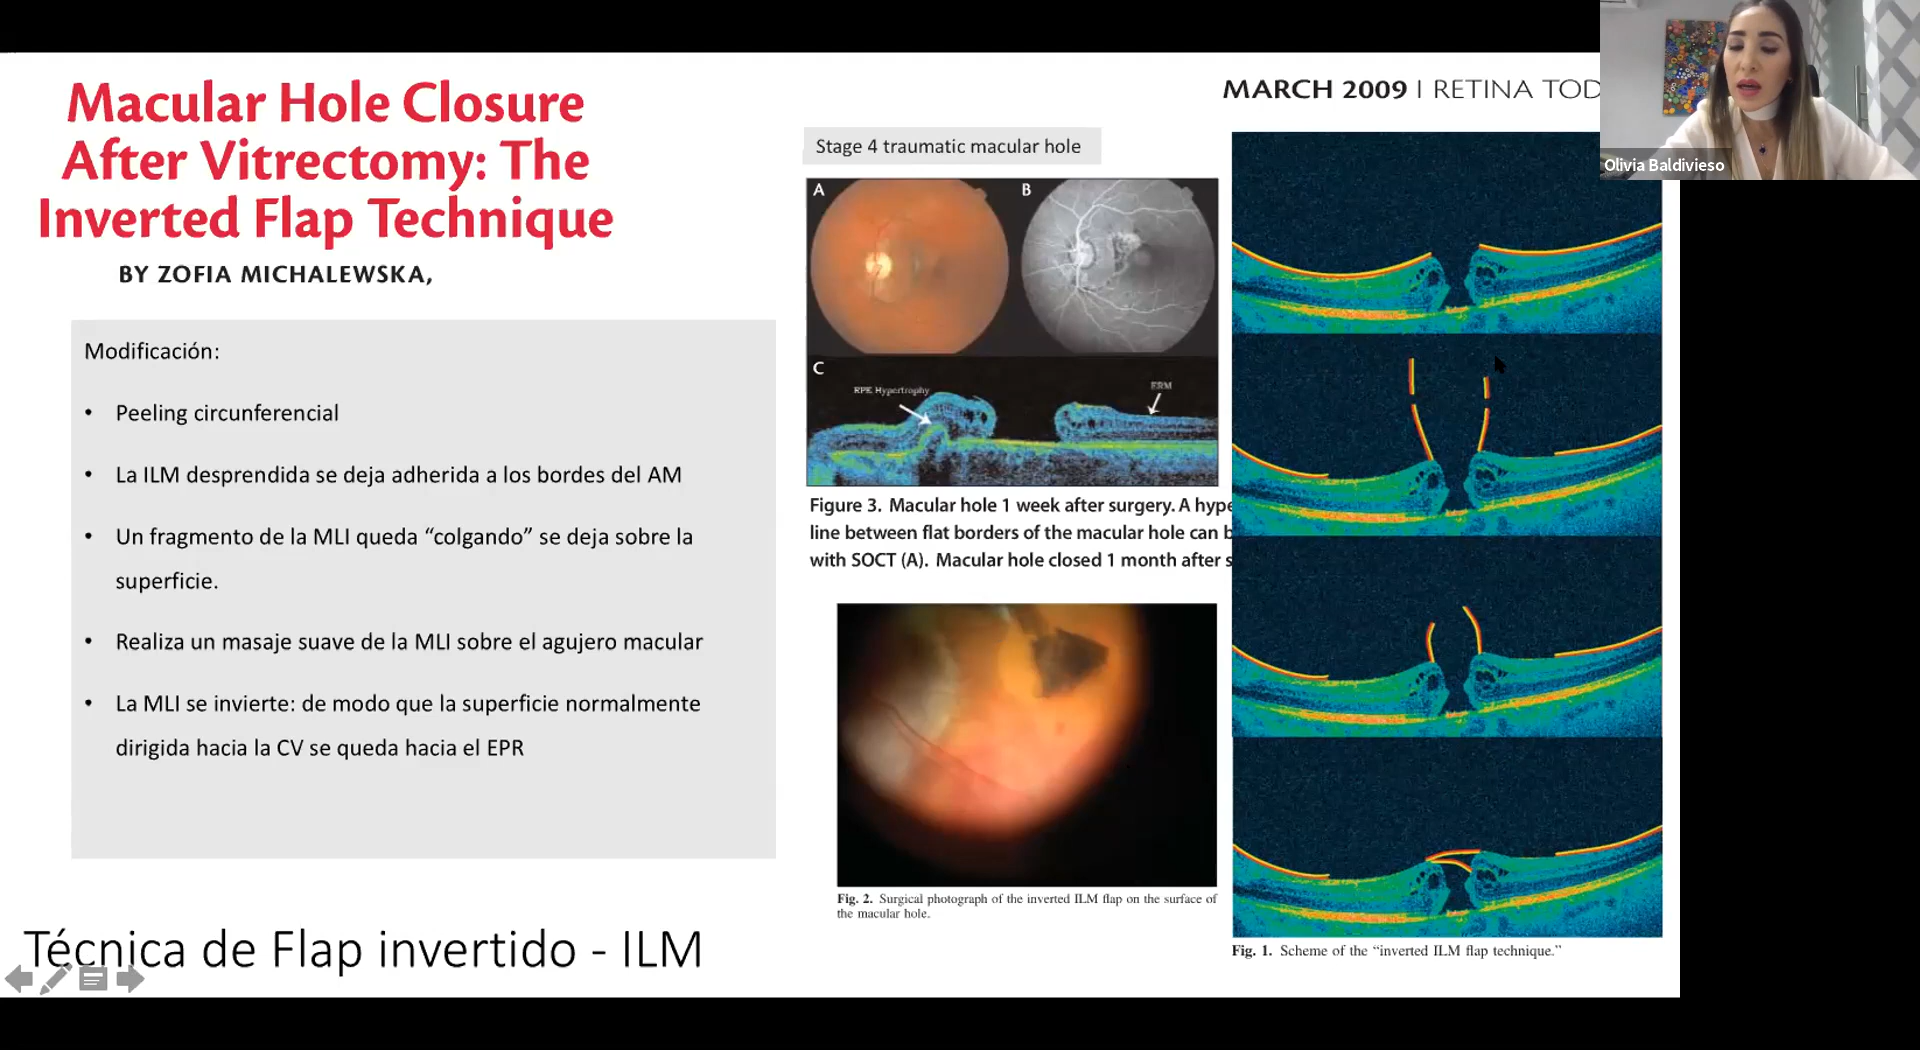 Macular Hole Closure
After Vitrectomy: The
Inverted Flap Technique
BY ZOFIA MICHALEWSKA,
Modificación:
• Peeling circunferencial
• La ILM desprendida se deja adherida a los bordes del AM
• Un fragmento de la MLI queda “colgando” se deja sobre la
superficie.
• Realiza un masaje suave de la MLI sobre el agujero macular
• La MLI se invierte: de modo que la superficie normalmente
dirigida hacia la CV se queda hacia el EPR
Técnica de Flap invertido - ILM
Stage 4 traumatic macular hole
A
B
C
RPE Hypertrophy
ERM
Figure 3. Macular hole 1 week after surgery. A hype
line between flat borders of the macular hole can b
with SOCT (A). Macular hole closed 1 month after s
Fig. 2. Surgical photograph of the inverted ILM flap on the surface of
the macular hole.
MARCH 2009 I RETINA TOD
Fig. 1. Scheme of the “inverted ILM flap technique.”
Olivia Baldivieso